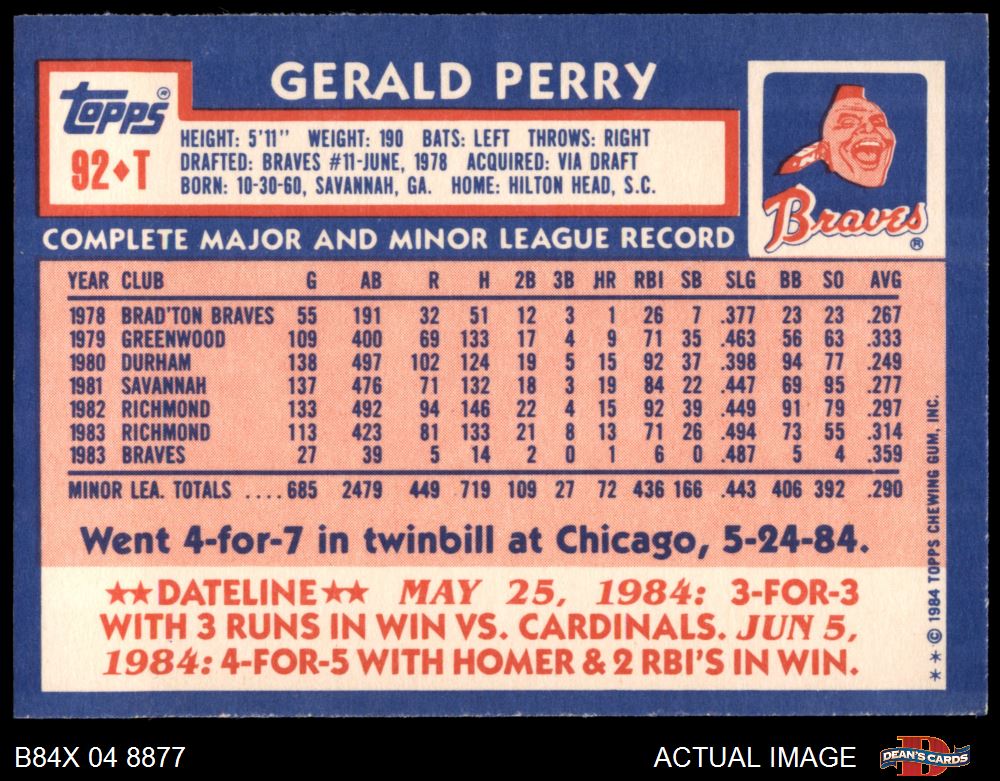 GERALD PERRY
Topps®
92♦T
HEIGHT: 5'11" WEIGHT: 190 BATS: LEFT THROWS: RIGHT
DRAFTED: BRAVES #11-JUNE, 1978 ACQUIRED: VIA DRAFT
BORN: 10-30-60, SAVANNAH, GA. HOME: HILTON HEAD, S.C.
Braves®
COMPLETE MAJOR AND MINOR LEAGUE RECORD
YEAR CLUB G AB R H 2B 3B HR RBI SB SLG BB SO AVG
1978 BRAD'TON BRAVES 55 191 32 51 12 3 1 26 7 .377 23 23 .267
1979 GREENWOOD 109 400 69 133 17 4 9 71 35 .463 56 63 .333
1980 DURHAM 138 497 102 124 19 5 15 92 37 .398 94 77 .249
1981 SAVANNAH 137 476 71 132 18 3 19 84 22 .447 69 95 .277
1982 RICHMOND 133 492 94 146 22 4 15 92 39 .449 91 79 .297
1983 RICHMOND 113 423 81 133 21 8 13 71 26 .494 73 55 .314
1983 BRAVES 27 39 5 14 2 0 1 6 0 .487 5 4 .359
MINOR LEA. TOTALS ....685 2479 449 719 109 27 72 436 166 .443 406 392 .290
Went 4-for-7 in twinbill at Chicago, 5-24-84.
★★DATELINE★★ MAY 25, 1984: 3-FOR-3
WITH 3 RUNS IN WIN VS. CARDINALS. JUN 5,
1984: 4-FOR-5 WITH HOMER & 2 RBI'S IN WIN.
**© 1984 TOPPS CHEWING GUM, INC.
B84X 04 8877
ACTUAL IMAGE
DEAN'S CARDS